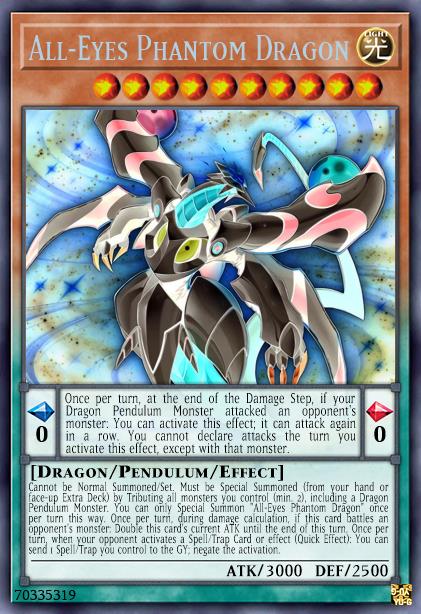 All-Eyes Phantom Dragon
LIGHT
光
Once per turn, at the end of the Damage Step, if your
Dragon Pendulum Monster attacked an opponent's
monster: You can activate this effect; it can attack again
in a row. You cannot declare attacks the turn you
activate this effect, except with that monster.
0
0
[Dragon/Pendulum/Effect]
Cannot be Normal Summoned/Set. Must be Special Summoned (from your hand or
face-up Extra Deck) by Tributing all monsters you control (min. 2), including a Dragon
Pendulum Monster. You can only Special Summon "All-Eyes Phantom Dragon" once
per turn this way. Once per turn, during damage calculation, if this card battles an
opponent's monster: Double this card's current ATK until the end of this turn. Once per
turn, when your opponent activates a Spell/Trap Card or effect (Quick Effect): You can
send 1 Spell/Trap you control to the GY; negate the activation.
ATK/3000 DEF/2500
70335319